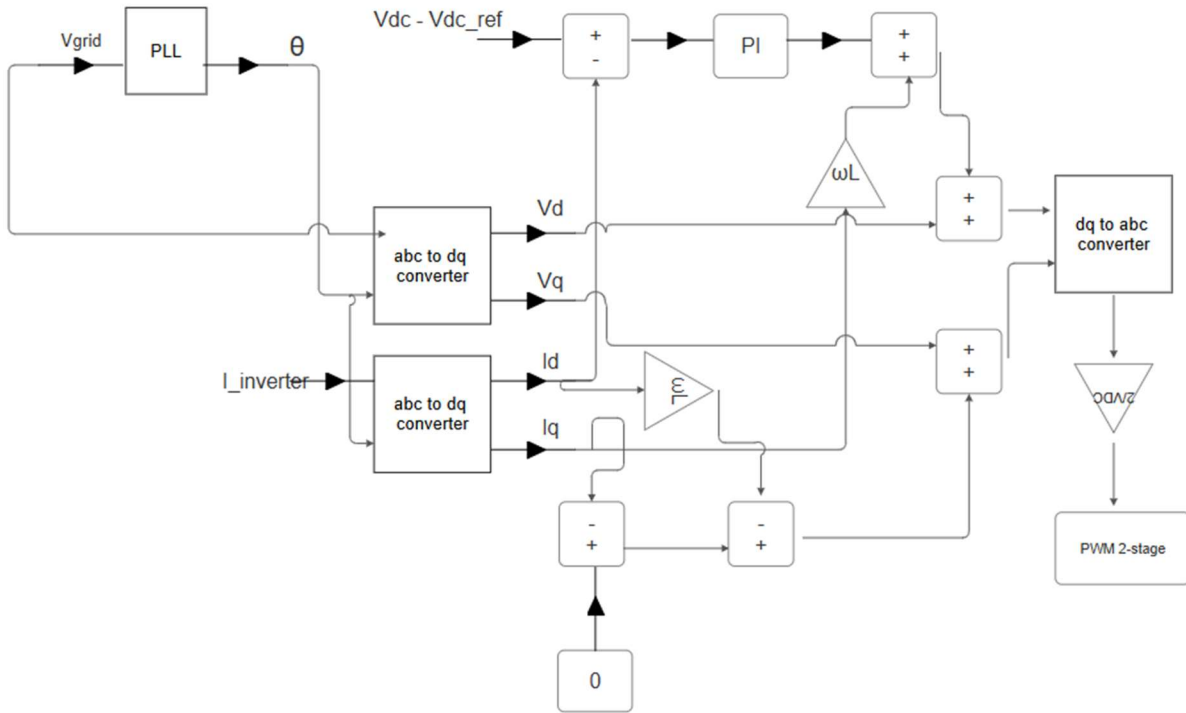 Vdc - Vdc_ref
Vgrid
PLL
θ
+
-
PI
+
+
ωL
Vd
+
+
dq to abc
converter
abc to dq
converter
Vq
+
+
I_inverter
Id
abc to dq
converter
ωL
2/VDC
Iq
-
+
-
+
PWM 2-stage
0